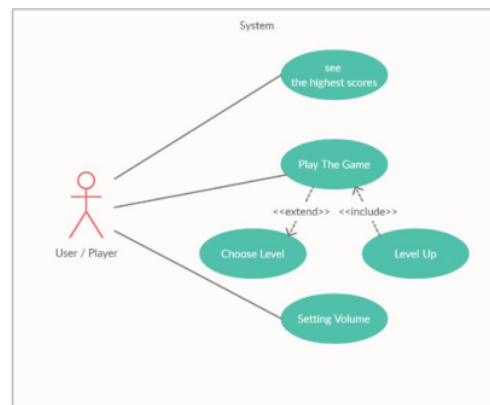 System
see
the highest scores
Play The Game
<<extend>>
<<include>>
Choose Level
Level Up
User / Player
Setting Volume